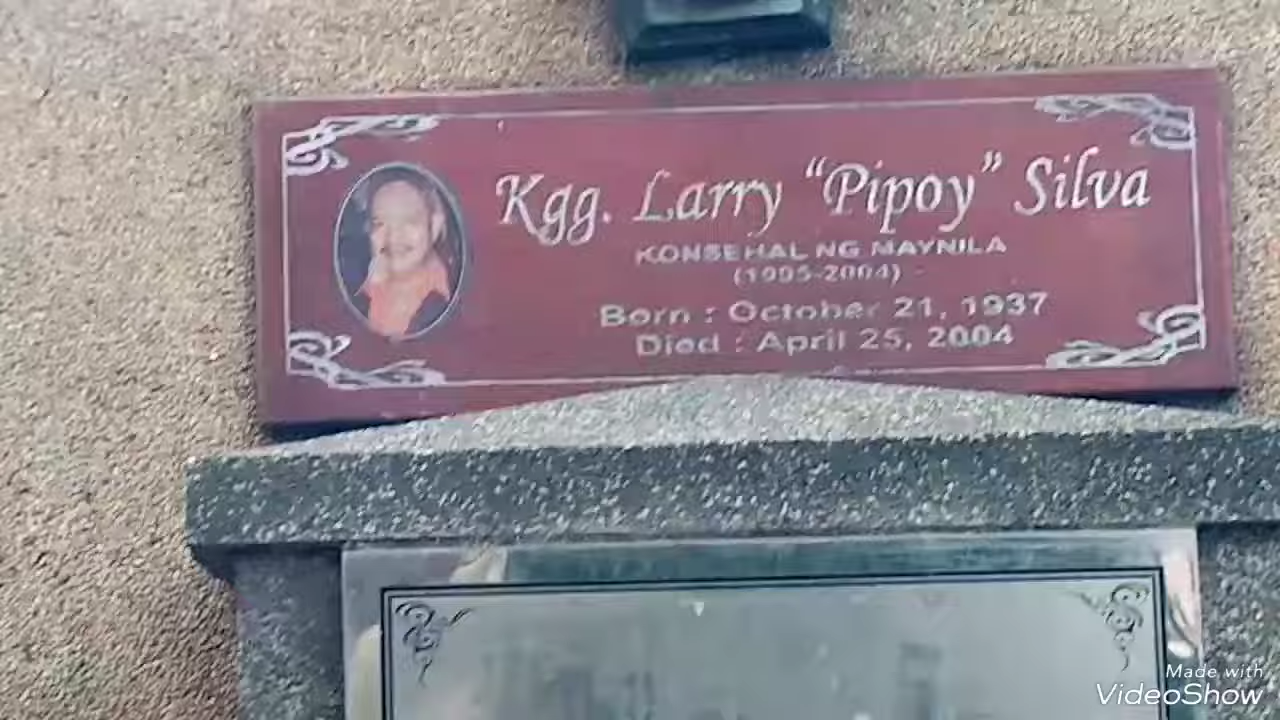 Kgg. Larry “Pipoy” Silva
KONSEHAL NG MAYNILA
(1995-2004)
Born : October 21, 1937
Died : April 25, 2004
Made with
VideoShow